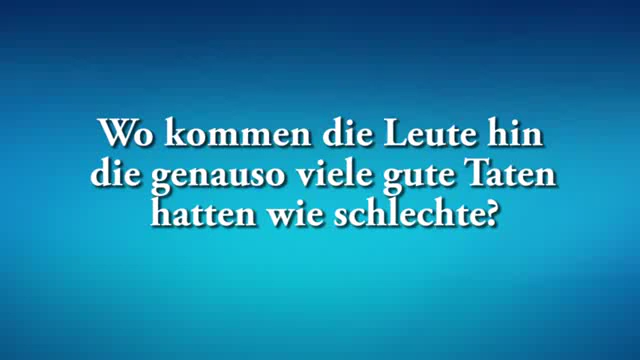 Wo kommen die Leute hin
die genauso viele gute Taten
hatten wie schlechte?